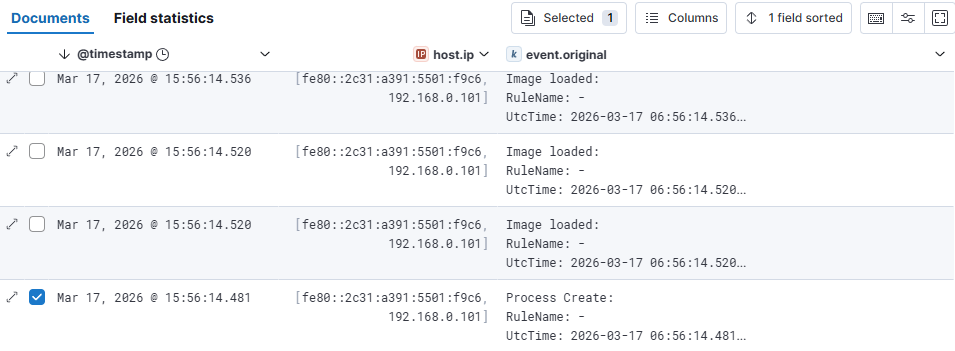 Documents Field statistics Selected 1 Columns 1 field sorted
@timestamp IP host.ip k event.original
Mar 17, 2026 @ 15:56:14.536 [fe80::2c31:a391:5501:f9c6, Image loaded:
192.168.0.101] RuleName: -
UtcTime: 2026-03-17 06:56:14.536…
Mar 17, 2026 @ 15:56:14.520 [fe80::2c31:a391:5501:f9c6, Image loaded:
192.168.0.101] RuleName: -
UtcTime: 2026-03-17 06:56:14.520…
Mar 17, 2026 @ 15:56:14.520 [fe80::2c31:a391:5501:f9c6, Image loaded:
192.168.0.101] RuleName: -
UtcTime: 2026-03-17 06:56:14.520…
Mar 17, 2026 @ 15:56:14.481 [fe80::2c31:a391:5501:f9c6, Process Create:
192.168.0.101] RuleName: -
UtcTime: 2026-03-17 06:56:14.481…